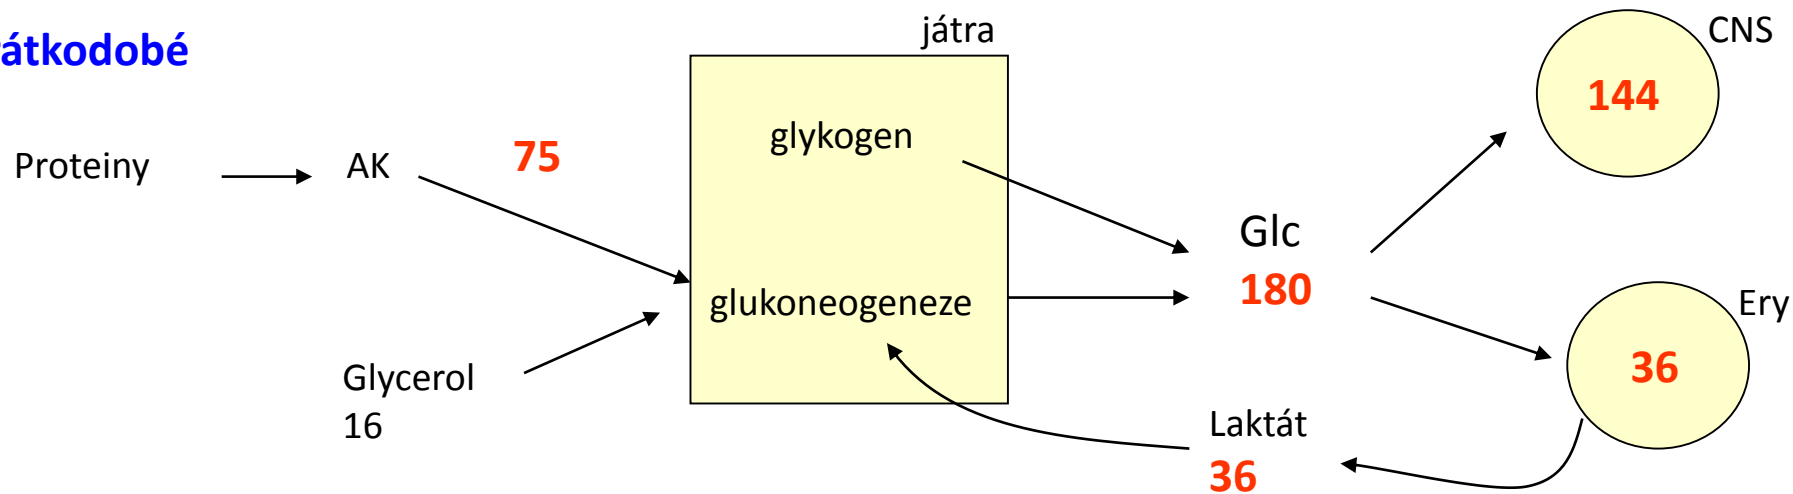 átkodobé
játra
CNS
144
glykogen
75
Proteiny
AK
Glc
180
glukoneogeneze
Ery
36
Glycerol
16
Laktát
36